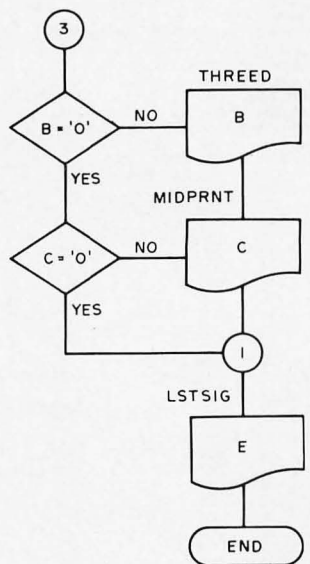 3
THREED
B = 'O'
NO
B
YES
MIDPRNT
C = 'O'
NO
C
YES
1
LSTSIG
E
END